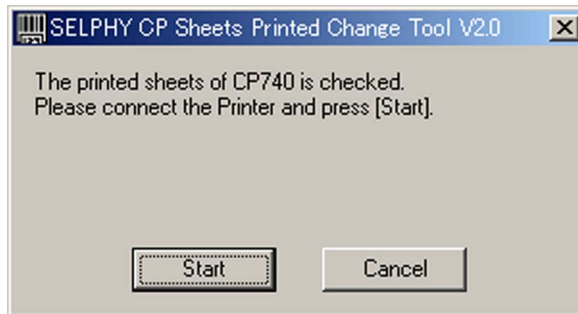 SELPHY CP Sheets Printed Change Tool V2.0
The printed sheets of CP740 is checked.
Please connect the Printer and press [Start].
Start Cancel